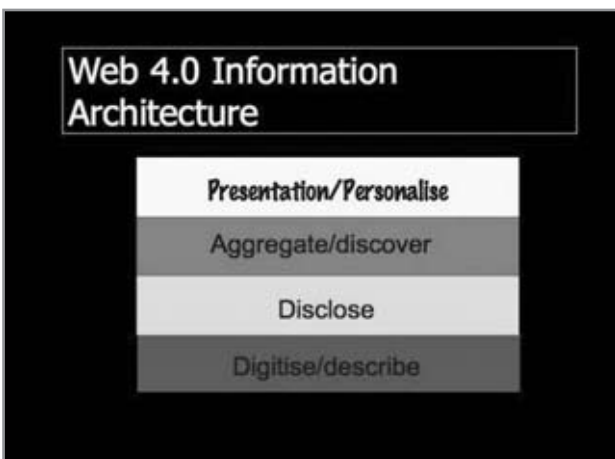 Web 4.0 Information
Architecture
Presentation/Personalise
Aggregate/discover
Disclose
Digitise/describe